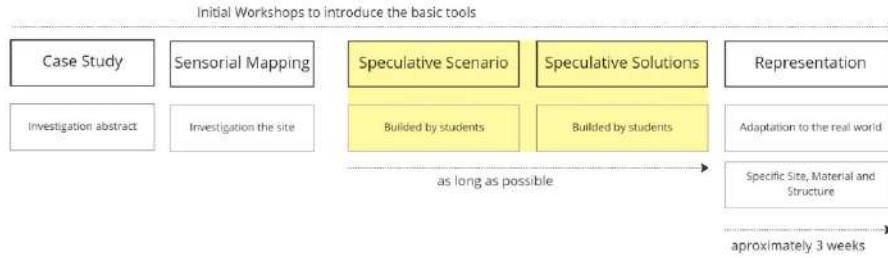 Initial Workshops to introduce the basic tools
Case Study
Sensorial Mapping
Speculative Scenario
Speculative Solutions
Representation
Investigation abstract
Investigation the site
Builded by students
Builded by students
Adaptation to the real world
as long as possible
Specific Site, Material and
Structure
aproximately 3 weeks